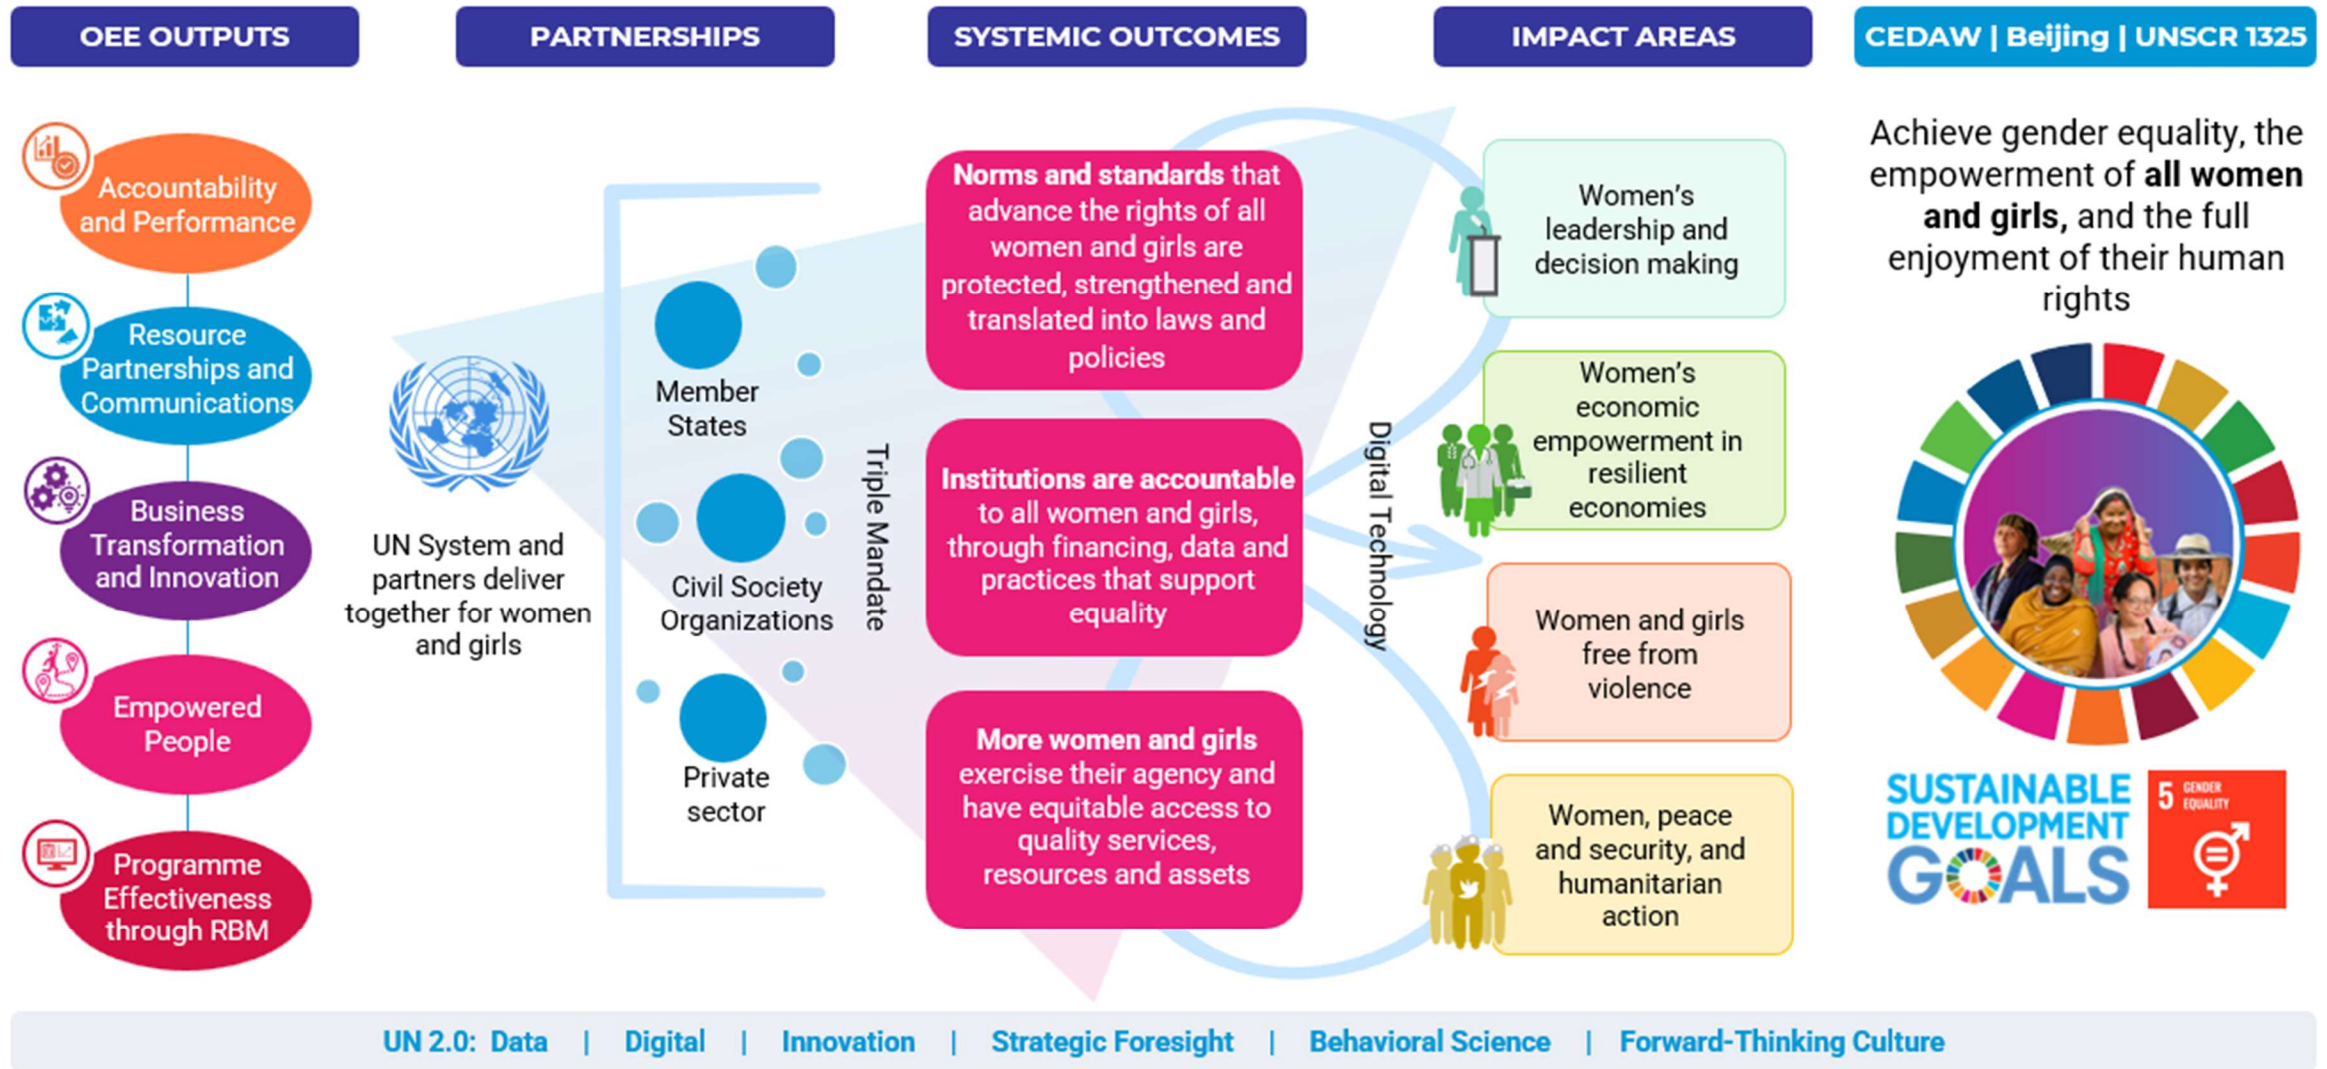 OEE OUTPUTS
PARTNERSHIPS
SYSTEMIC OUTCOMES
IMPACT AREAS
CEDAW | Beijing | UNSCR 1325
Accountability
and Performance
Resource
Partnerships and
Communications
Business
Transformation
and Innovation
Empowered
People
Programme
Effectiveness
through RBM
UN System and
partners deliver
together for women
and girls
Member
States
Civil Society
Organizations
Private
sector
Triple Mandate
Norms and standards that
advance the rights of all
women and girls are
protected, strengthened and
translated into laws and
policies
Institutions are accountable
to all women and girls,
through financing, data and
practices that support
equality
More women and girls
exercise their agency and
have equitable access to
quality services,
resources and assets
Digital Technology
Women's
leadership and
decision making
Women's
economic
empowerment in
resilient
economies
Women and girls
free from
violence
Women, peace
and security, and
humanitarian
action
Achieve gender equality, the
empowerment of all women
and girls, and the full
enjoyment of their human
rights
SUSTAINABLE
DEVELOPMENT
GOALS
5 GENDER
EQUALITY
UN 2.0: Data | Digital | Innovation | Strategic Foresight | Behavioral Science | Forward-Thinking Culture